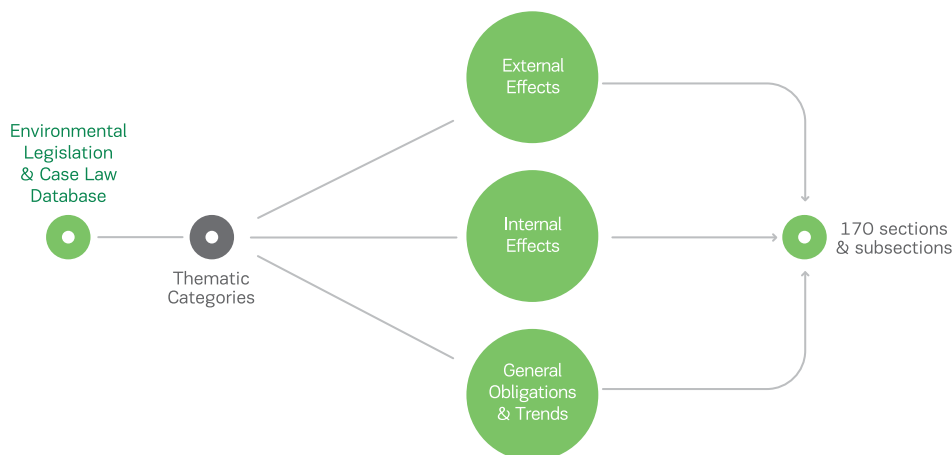 Environmental
Legislation
& Case Law
Database
Thematic
Categories
External
Effects
Internal
Effects
General
Obligations
& Trends
170 sections
& subsections